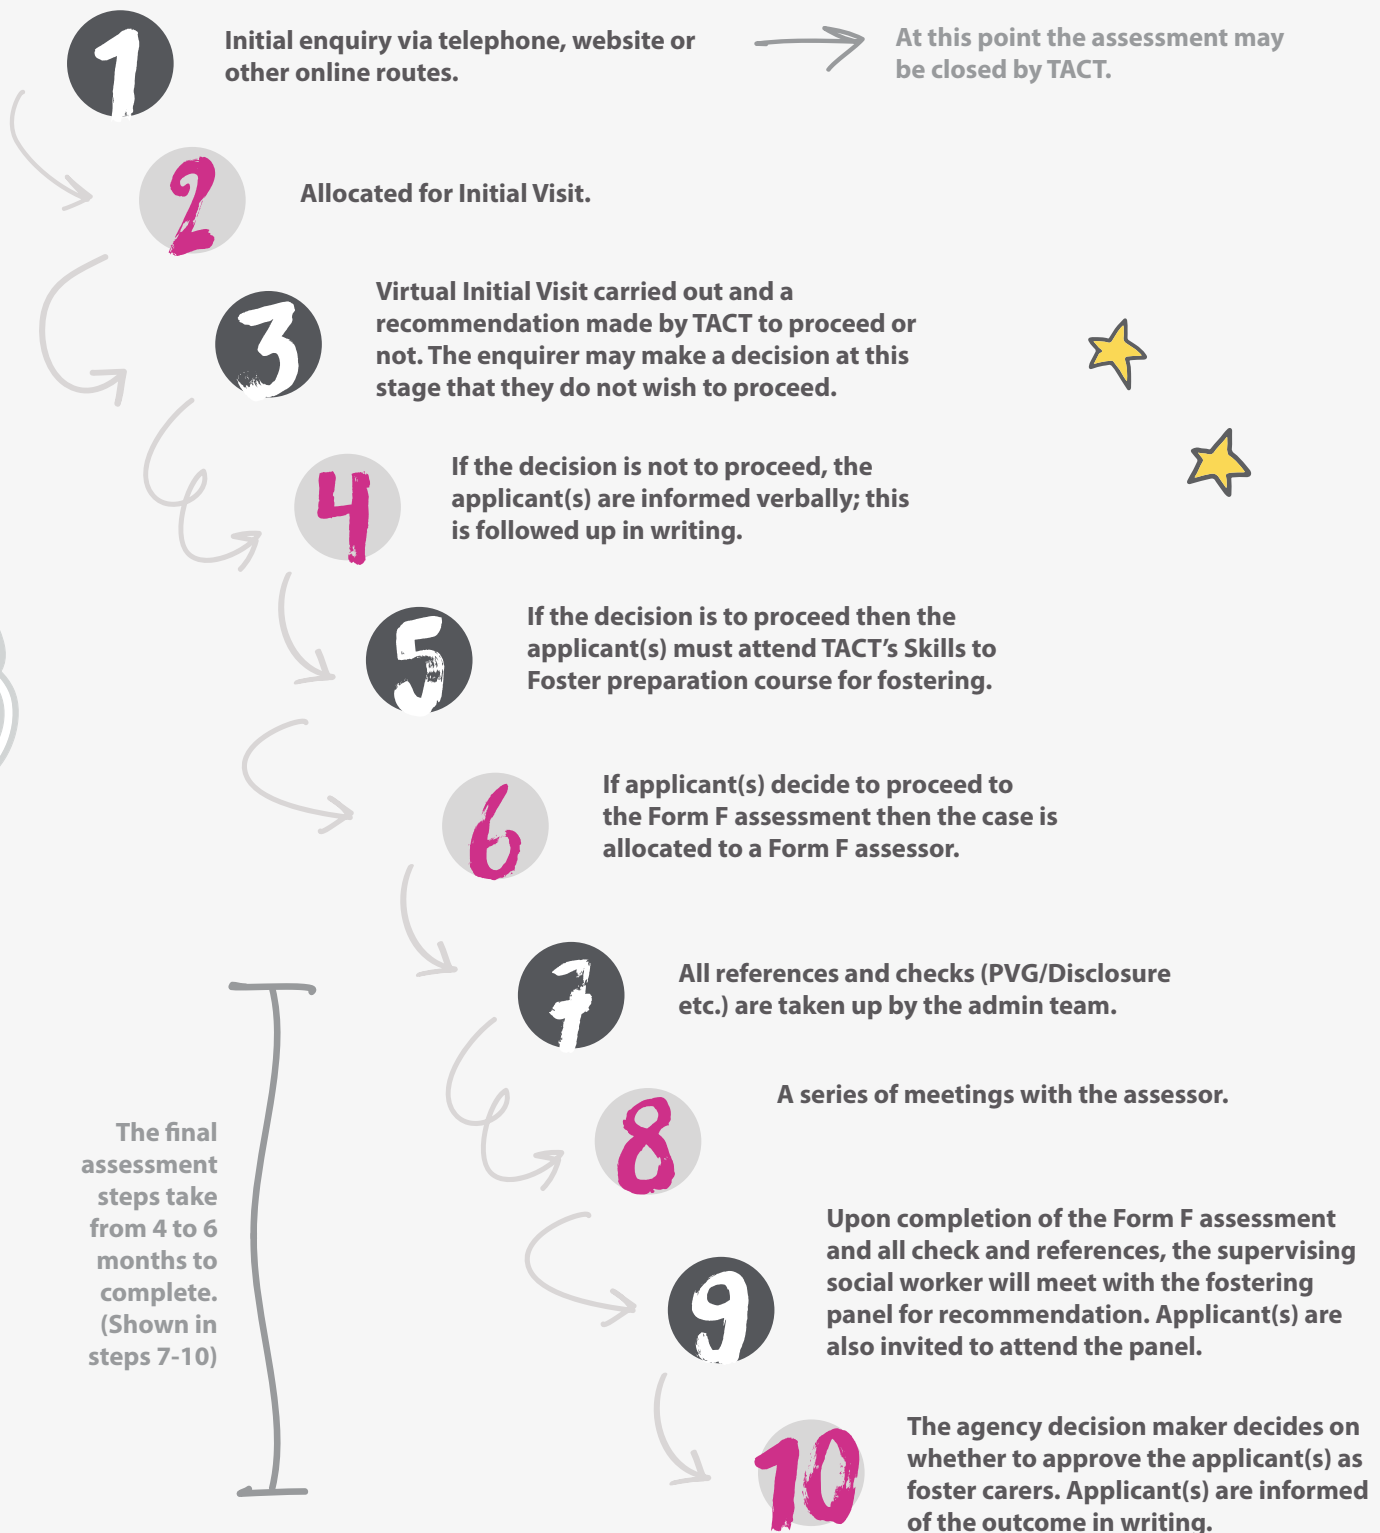 1
Initial enquiry via telephone, website or
other online routes.
At this point the assessment may
be closed by TACT.
2
Allocated for Initial Visit.
3
Virtual Initial Visit carried out and a
recommendation made by TACT to proceed or
not. The enquirer may make a decision at this
stage that they do not wish to proceed.
4
If the decision is not to proceed, the
applicant(s) are informed verbally; this
is followed up in writing.
5
If the decision is to proceed then the
applicant(s) must attend TACT’s Skills to
Foster preparation course for fostering.
6
If applicant(s) decide to proceed to
the Form F assessment then the case is
allocated to a Form F assessor.
7
All references and checks (PVG/Disclosure
etc.) are taken up by the admin team.
8
A series of meetings with the assessor.
The final
assessment
steps take
from 4 to 6
months to
complete.
(Shown in
steps 7-10)
9
Upon completion of the Form F assessment
and all check and references, the supervising
social worker will meet with the fostering
panel for recommendation. Applicant(s) are
also invited to attend the panel.
10
The agency decision maker decides on
whether to approve the applicant(s) as
foster carers. Applicant(s) are informed
of the outcome in writing.